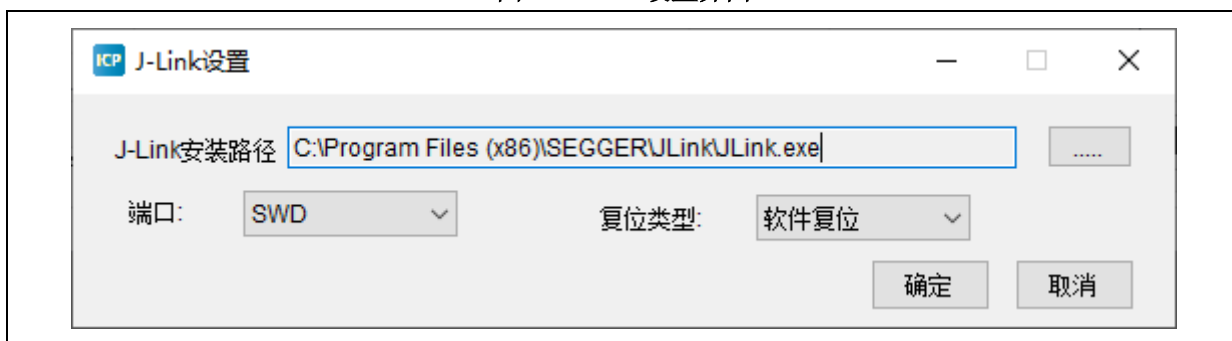 ICP J-Link设置
J-Link安装路径 C:\Program Files (x86)\SEGGER\JLink\JLink.exe .....
端口: SWD 复位类型: 软件复位
确定 取消